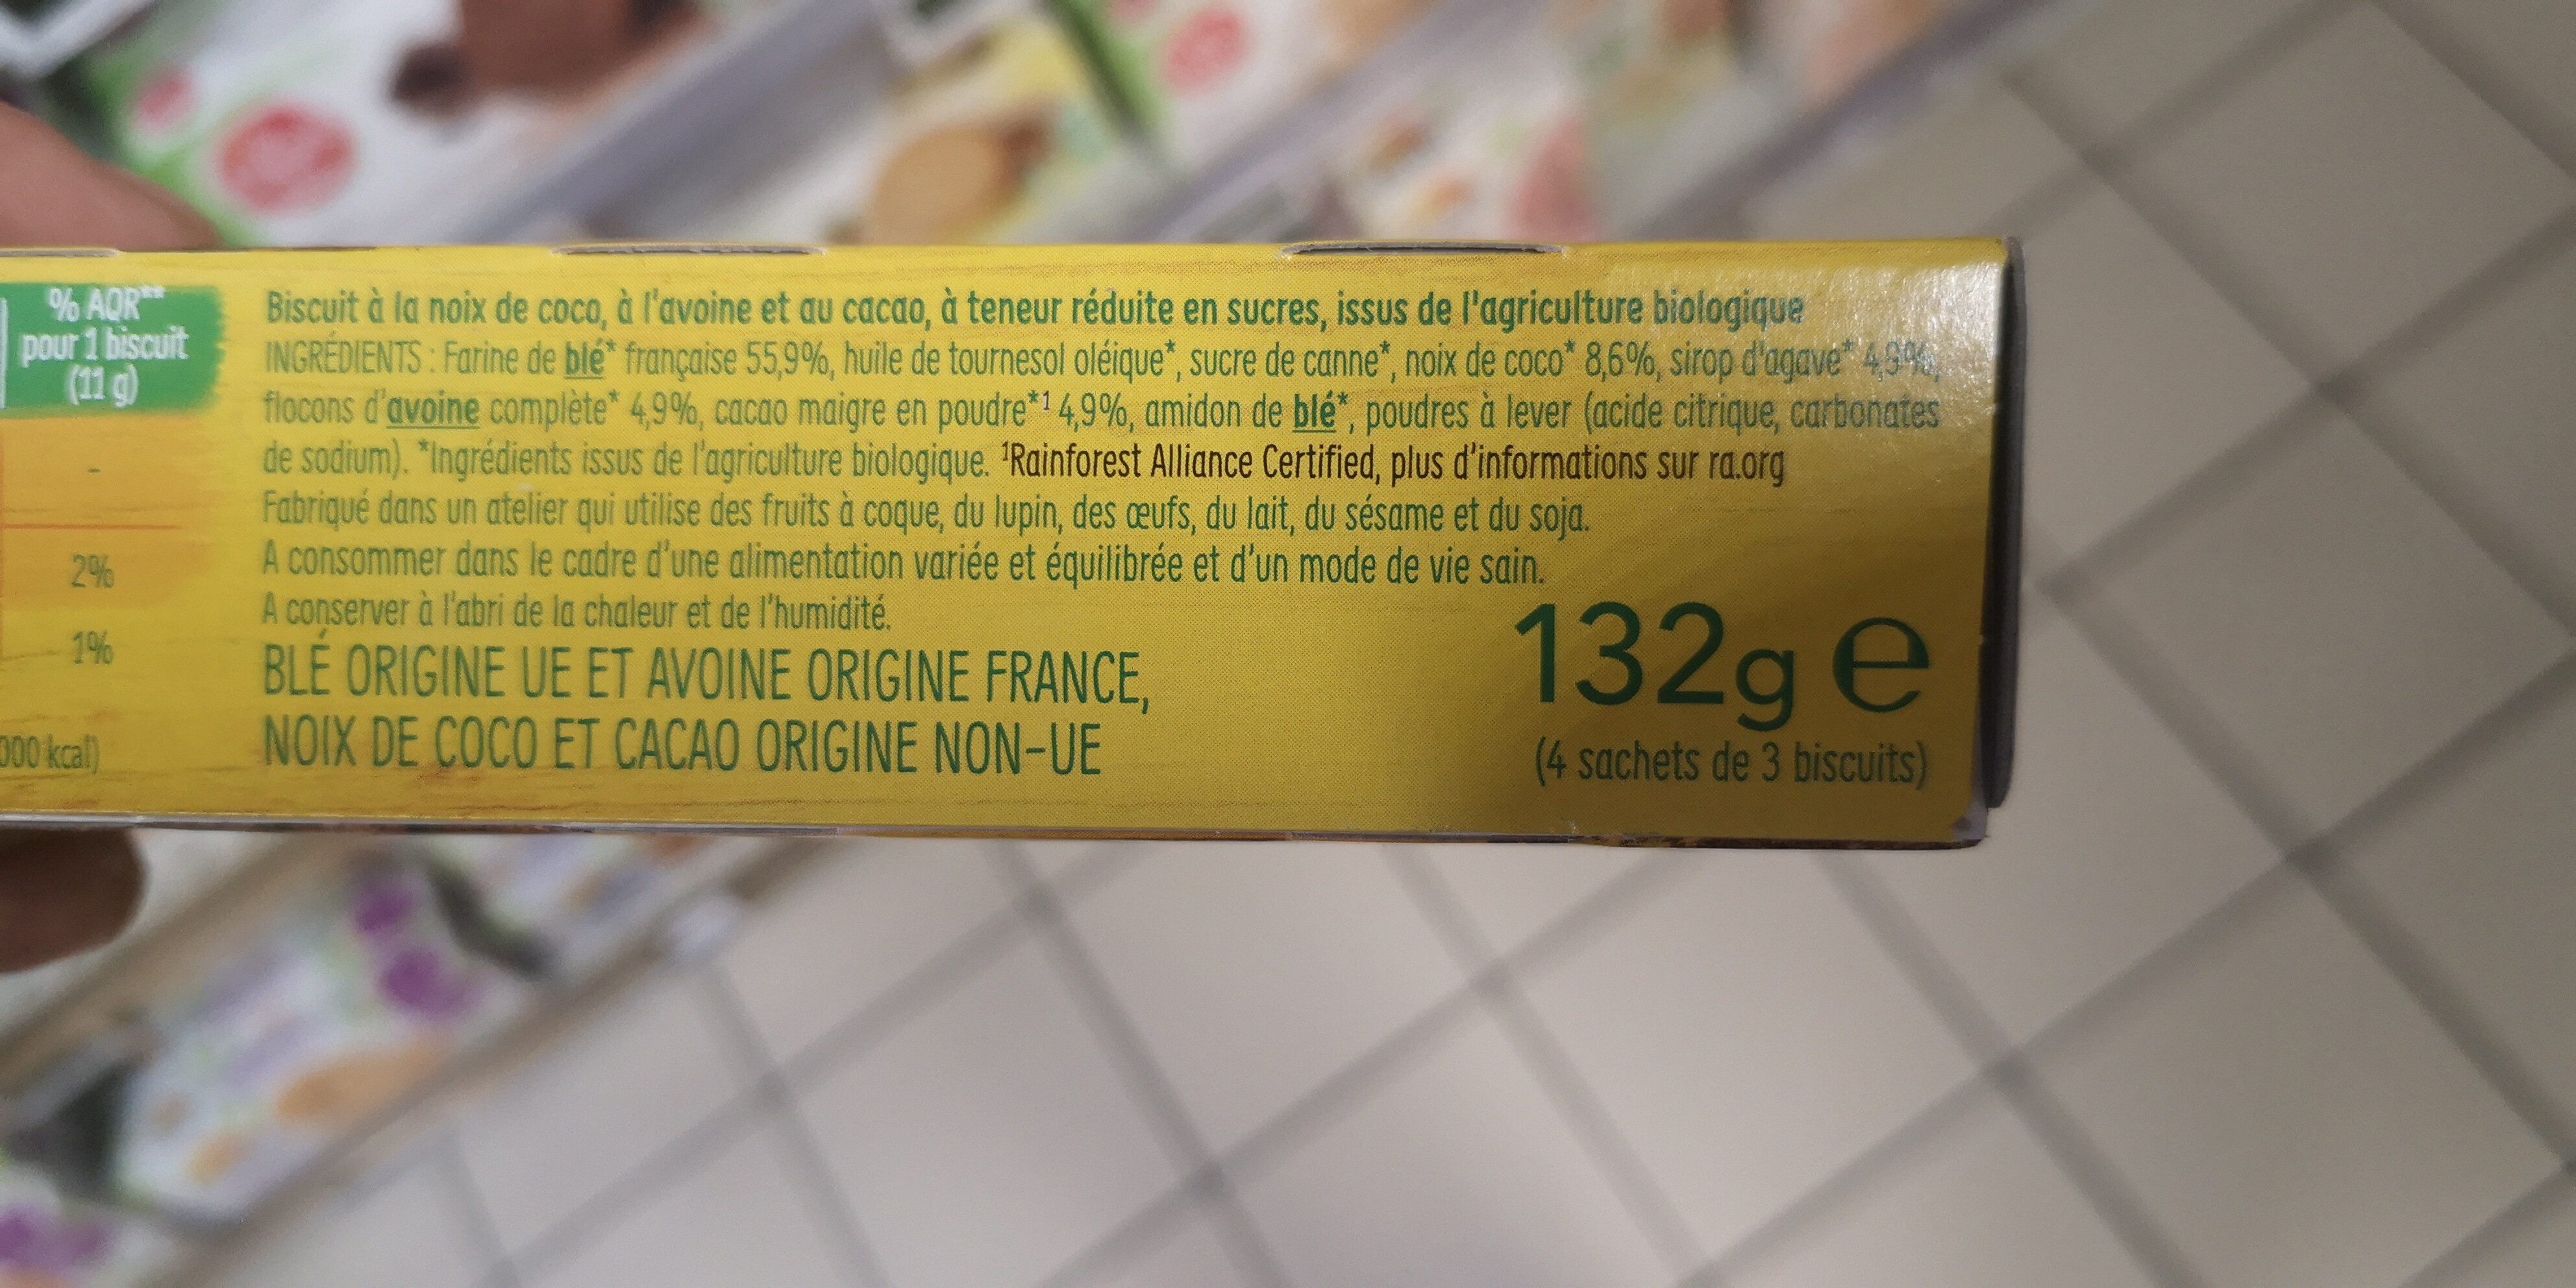 % AQR**
pour 1 biscuit
(11 g)
-
2%
1%
000 kcal)
Biscuit à la noix de coco, à l'avoine et au cacao, à teneur réduite en sucres, issus de l'agriculture biologique
INGRÉDIENTS : Farine de blé* française 55,9%, huile de tournesol oléique*, sucre de canne*, noix de coco* 8,6%, sirop d'agave* 4,9%,
flocons d'avoine complète* 4,9%, cacao maigre en poudre*¹ 4,9%, amidon de blé*, poudres à lever (acide citrique, carbonates
de sodium). *Ingrédients issus de l'agriculture biologique. ¹Rainforest Alliance Certified, plus d'informations sur ra.org
Fabriqué dans un atelier qui utilise des fruits à coque, du lupin, des œufs, du lait, du sésame et du soja.
A consommer dans le cadre d'une alimentation variée et équilibrée et d'un mode de vie sain.
A conserver à l'abri de la chaleur et de l'humidité.
BLÉ ORIGINE UE ET AVOINE ORIGINE FRANCE,
NOIX DE COCO ET CACAO ORIGINE NON-UE
132g e
(4 sachets de 3 biscuits)